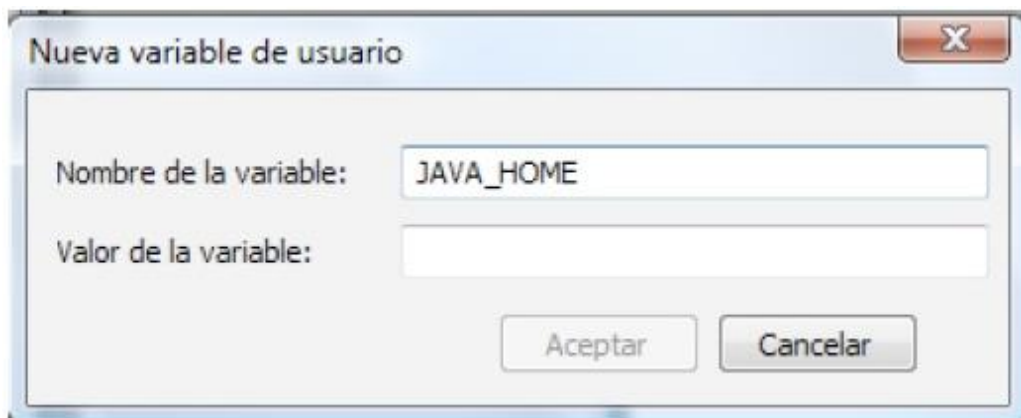 Nueva variable de usuario
Nombre de la variable: JAVA_HOME
Valor de la variable:
Aceptar Cancelar